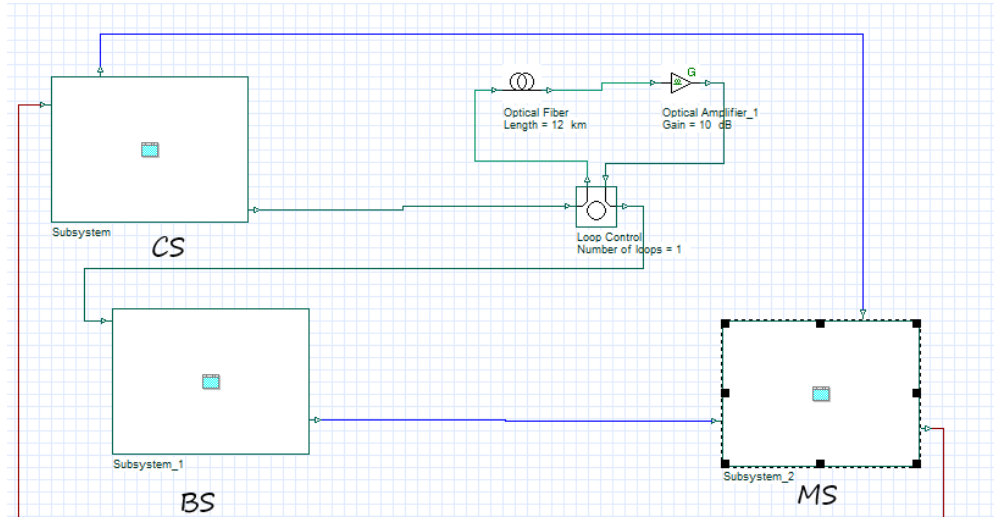 G
Optical Fiber
Length = 12 km
Optical Amplifier_1
Gain = 10 dB
Subsystem
CS
Loop Control
Number of loops = 1
Subsystem_1
BS
Subsystem_2
MS